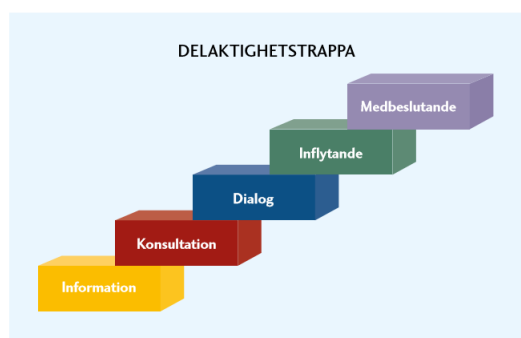 DELAKTIGHETSTRAPPA
Medbeslutande
Inflytande
Dialog
Konsultation
Information